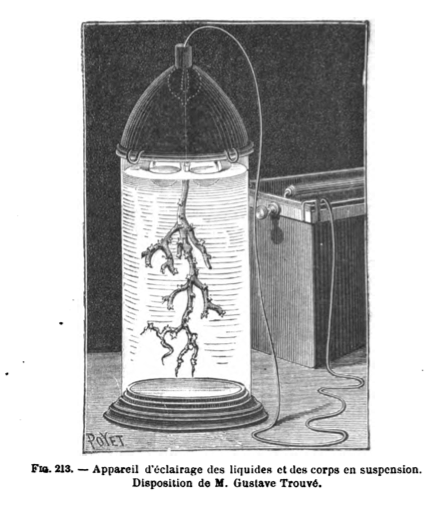 POYET
FIG. 213. — Appareil d'éclairage des liquides et des corps en suspension.
Disposition de M. Gustave Trouvé.